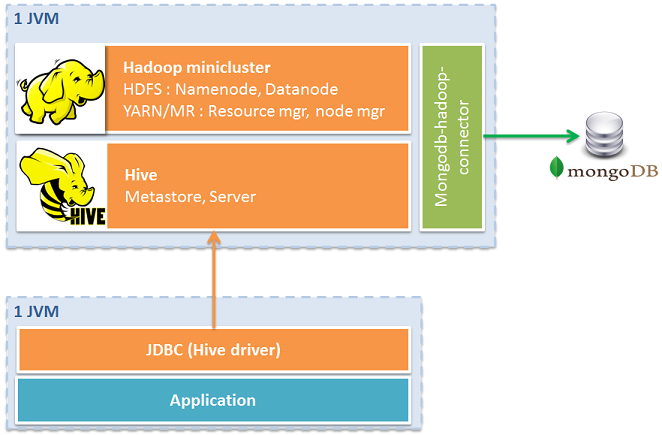 1 JVM
Hadoop minicluster
HDFS : Namenode, Datanode
YARN/MR : Resource mgr, node mgr
Hive
Metastore, Server
HIVE
Mongodb-hadoop-
connector
mongoDB
1 JVM
JDBC (Hive driver)
Application